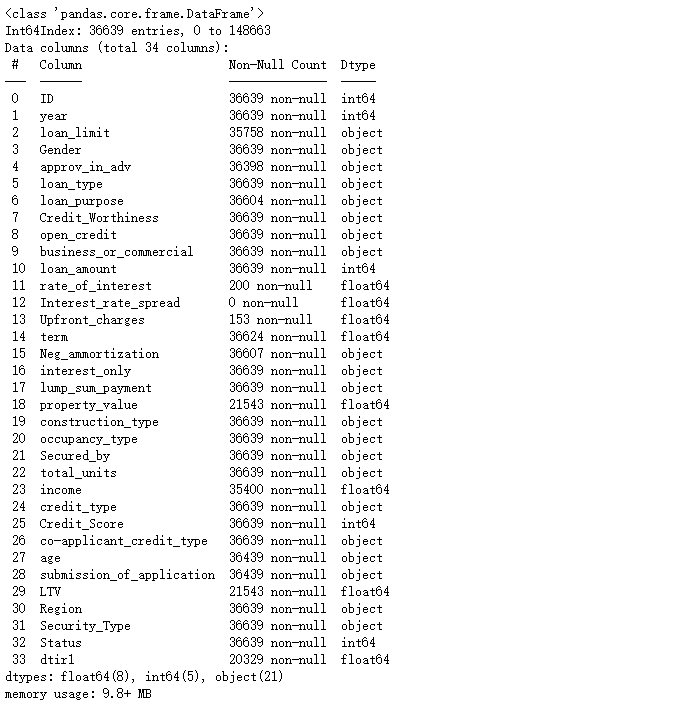 <class 'pandas.core.frame.DataFrame'>
Int64Index: 36639 entries, 0 to 148663
Data columns (total 34 columns):
 #   Column                     Non-Null Count  Dtype
---  ------                     --------------  -----
 0   ID                         36639 non-null  int64
 1   year                       36639 non-null  int64
 2   loan_limit                 35758 non-null  object
 3   Gender                     36639 non-null  object
 4   approv_in_adv              36398 non-null  object
 5   loan_type                  36639 non-null  object
 6   loan_purpose               36604 non-null  object
 7   Credit_Worthiness          36639 non-null  object
 8   open_credit                36639 non-null  object
 9   business_or_commercial     36639 non-null  object
 10  loan_amount                36639 non-null  int64
 11  rate_of_interest           200 non-null    float64
 12  Interest_rate_spread       0 non-null      float64
 13  Upfront_charges            153 non-null    float64
 14  term                       36624 non-null  float64
 15  Neg_ammortization          36607 non-null  object
 16  interest_only              36639 non-null  object
 17  lump_sum_payment           36639 non-null  object
 18  property_value             21543 non-null  float64
 19  construction_type          36639 non-null  object
 20  occupancy_type             36639 non-null  object
 21  Secured_by                 36639 non-null  object
 22  total_units                36639 non-null  object
 23  income                     35400 non-null  float64
 24  credit_type                36639 non-null  object
 25  Credit_Score               36639 non-null  int64
 26  co-applicant_credit_type   36639 non-null  object
 27  age                        36439 non-null  object
 28  submission_of_application  36439 non-null  object
 29  LTV                        21543 non-null  float64
 30  Region                     36639 non-null  object
 31  Security_Type              36639 non-null  object
 32  Status                     36639 non-null  int64
 33  dtir1                      20329 non-null  float64
dtypes: float64(8), int64(5), object(21)
memory usage: 9.8+ MB